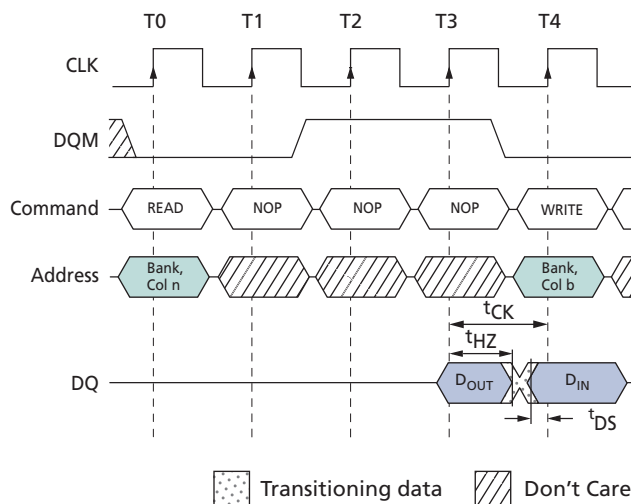 T0 T1 T2 T3 T4
CLK
DQM
Command READ NOP NOP NOP WRITE
Address Bank, Col n Bank, Col b
tCK
tHZ
DQ DOUT DIN
tDS
Transitioning data Don't Care